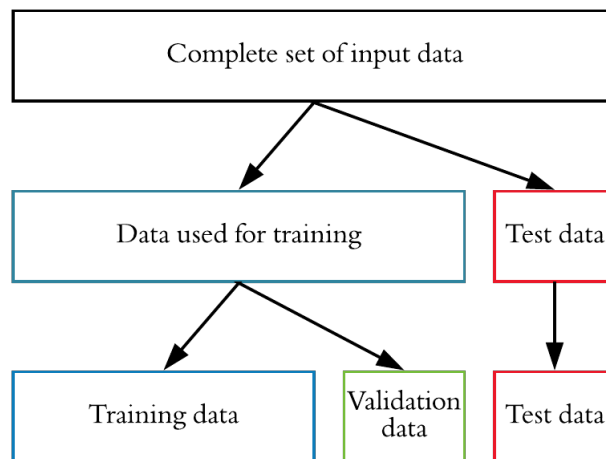 Complete set of input data
Data used for training
Test data
Training data
Validation
data
Test data